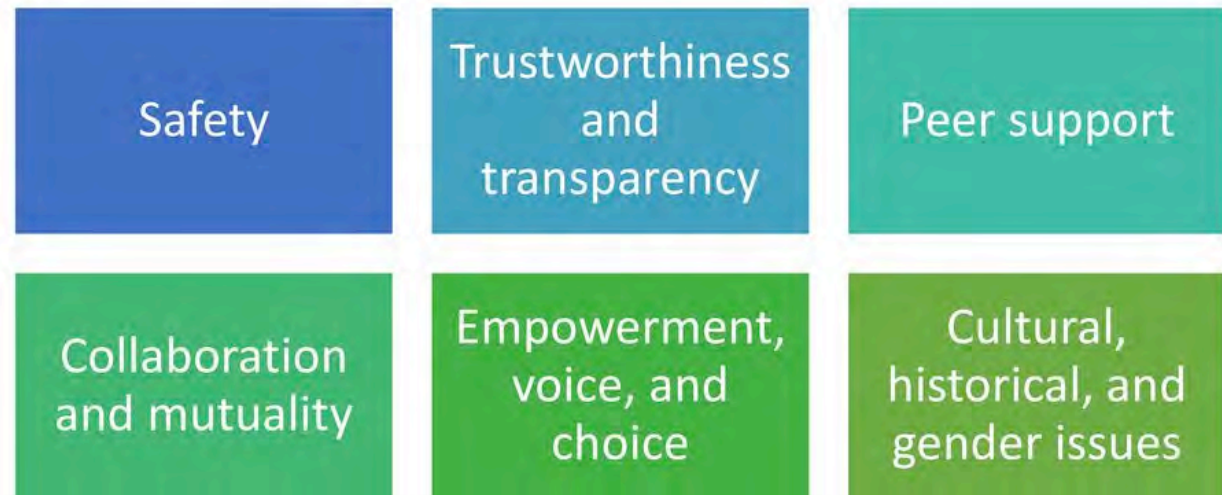 Safety
Trustworthiness
and
transparency
Peer support
Collaboration
and mutuality
Empowerment,
voice, and
choice
Cultural,
historical, and
gender issues